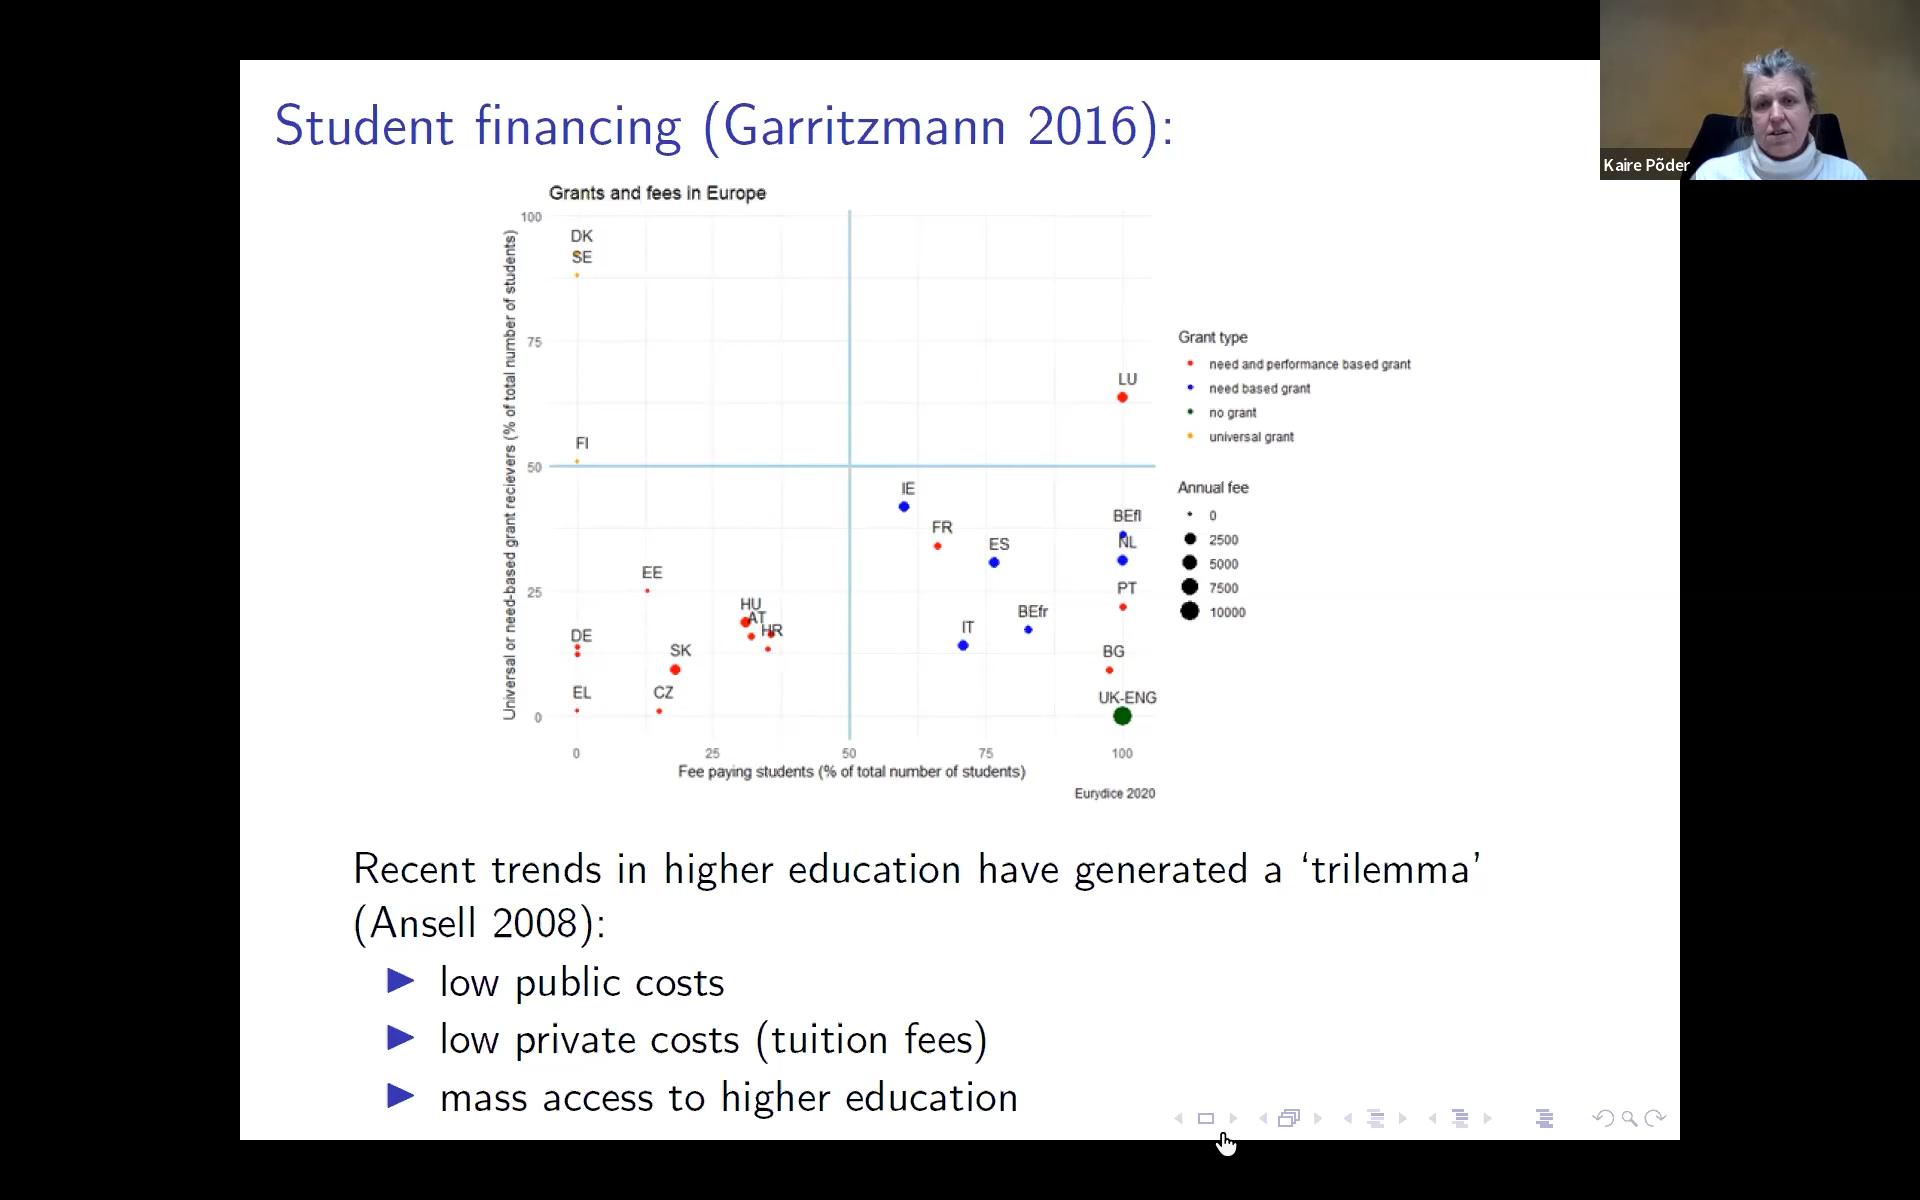 Student financing (Garritzmann 2016):
Kaire Põder
Grants and fees in Europe
Universal or need-based grant recievers (% of total number of students)
100
75
50
25
0
DK
SE
FI
LU
IE
FR
ES
BEfl
NL
PT
EE
HU
AT
HR
DE
SK
IT
BEfr
BG
EL
CZ
UK-ENG
0
25
50
75
100
Fee paying students (% of total number of students)
Eurydice 2020
Grant type
need and performance based grant
need based grant
no grant
universal grant
Annual fee
0
2500
5000
7500
10000
Recent trends in higher education have generated a ‘trilemma’
(Ansell 2008):
low public costs
low private costs (tuition fees)
mass access to higher education